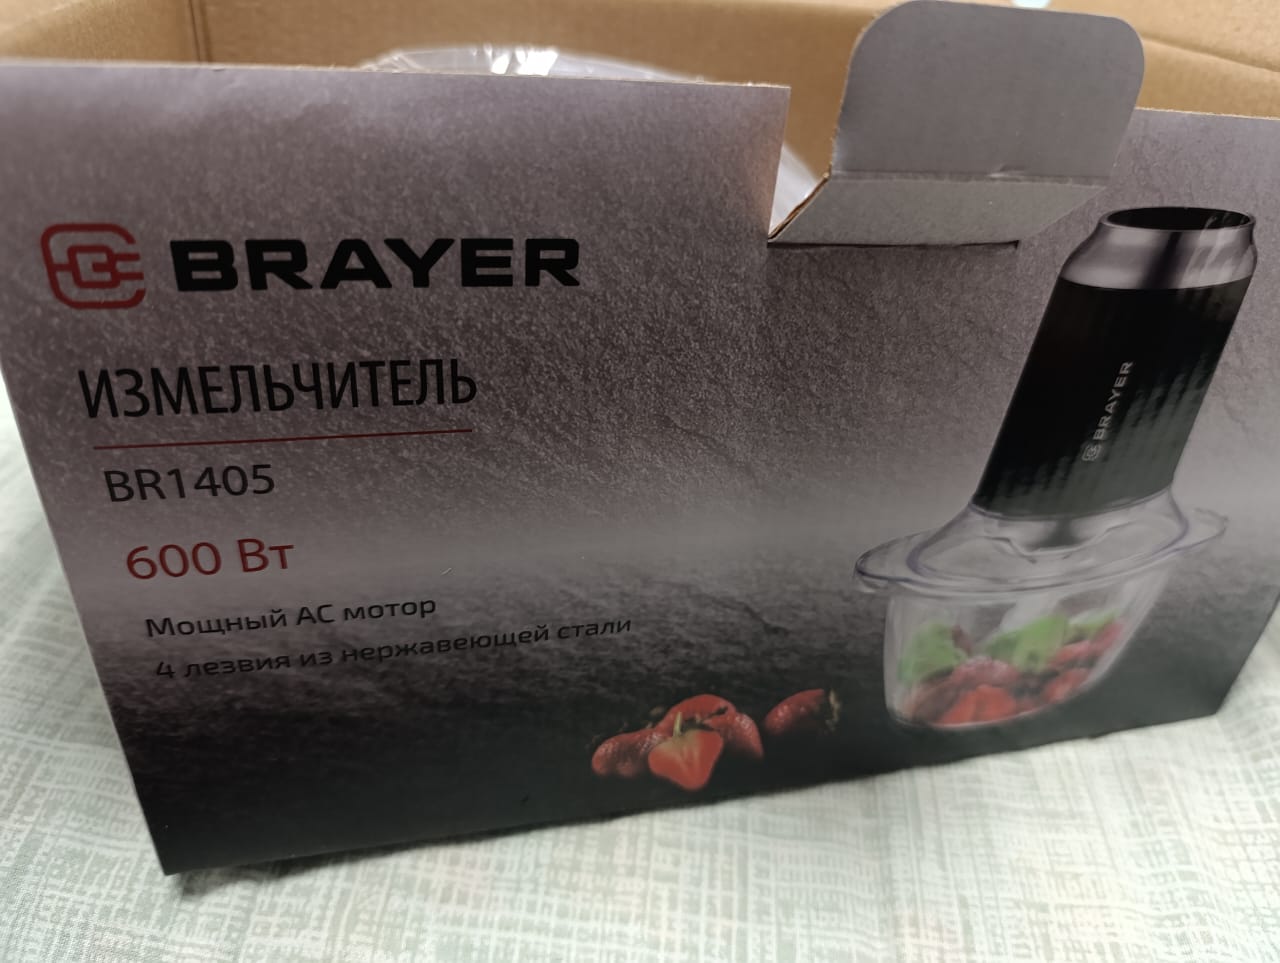 BRAYER
ИЗМЕЛЬЧИТЕЛЬ
BR1405
600 Вт
Мощный АС мотор
4 лезвия из нержавеющей стали
BRAYER